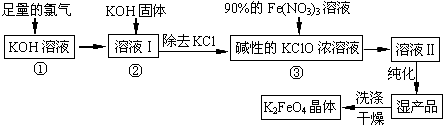 足量的氯气 KOH固体 90%的Fe(NO₃)₃溶液
KOH溶液 溶液Ⅰ 除去KCl 碱性的KClO浓溶液 溶液Ⅱ
① ② ③ 纯化
K₂FeO₄晶体 洗涤 湿产品
干燥